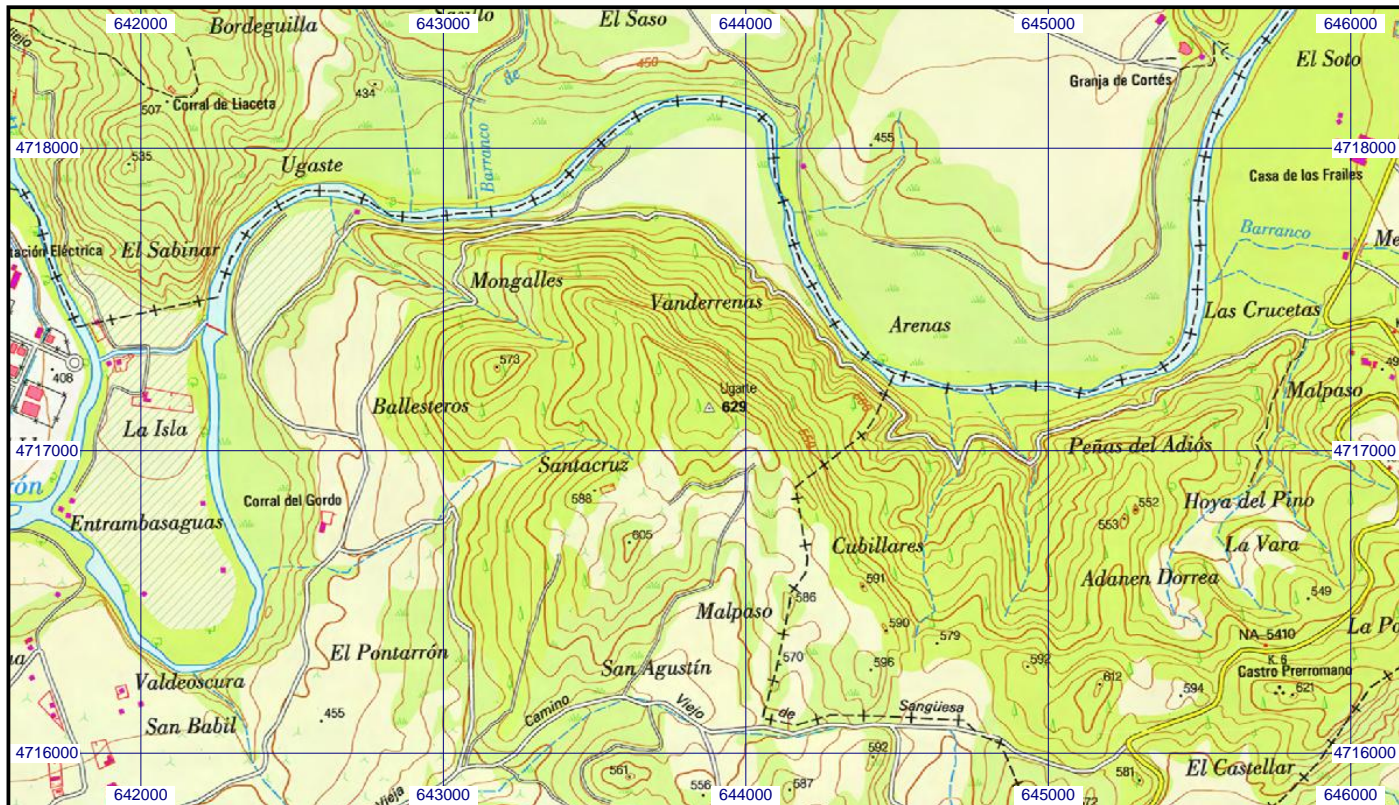 642000
643000
644000
645000
646000
Viejo
Bordeguilla
El Saso
450
de
Granja de Cortés
El Soto
434
507
Corral de Liaceta
4718000
4718000
535
Ugaste
Barranco
455
Casa de los Frailes
Barranco
El Sabinar
Mongalles
Vanderrenas
Arenas
Las Crucetas
573
408
Ugarte
629
Ballesteros
Malpaso
La Isla
4717000
4717000
Peñas del Adiós
Santacruz
588
Corral del Gordo
Hoya del Pino
552
553
Entrambasaguas
605
Cubillares
La Vara
Adanen Dorrea
591
586
549
Malpaso
590
579
NA-5410
El Pontarrón
570
596
592
K. 6
San Agustín
Castro Prerromano
Valdeoscura
612
594
621
San Babil
455
Camino
Viejo
de
Sangüesa
4716000
4716000
592
El Castellar
561
556
587
581
Vieja
642000
643000
644000
645000
646000